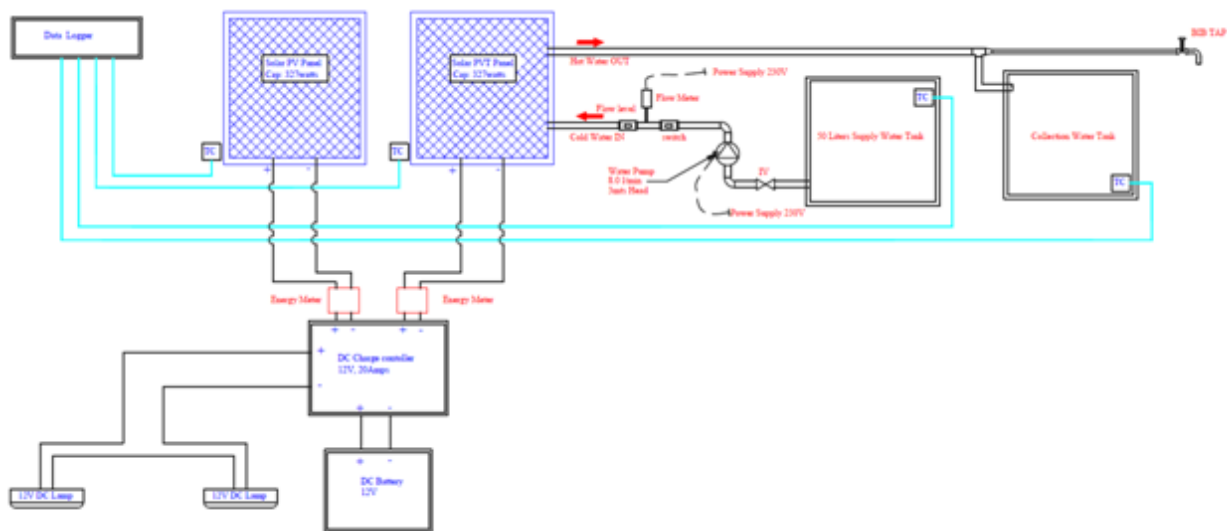 Data Logger
Solar PV Panel
Cap: 327watts
Solar PVT Panel
Cap: 327watts
Hot Water OUT
BIB TAP
Power Supply 230V
Flow Meter
Flow level
Cold Water IN
switch
TC
50 Liters Supply Water Tank
Collection Water Tank
TC
TC
TC
Water Pump
8.0 l/min
Head
Power Supply 230V
+
-
+
-
Energy Meter
Energy Meter
+
-
+
-
DC Charge controller
12V, 20Amps
+
-
+
-
+
-
DC Battery
12V
12V DC Lamp
12V DC Lamp